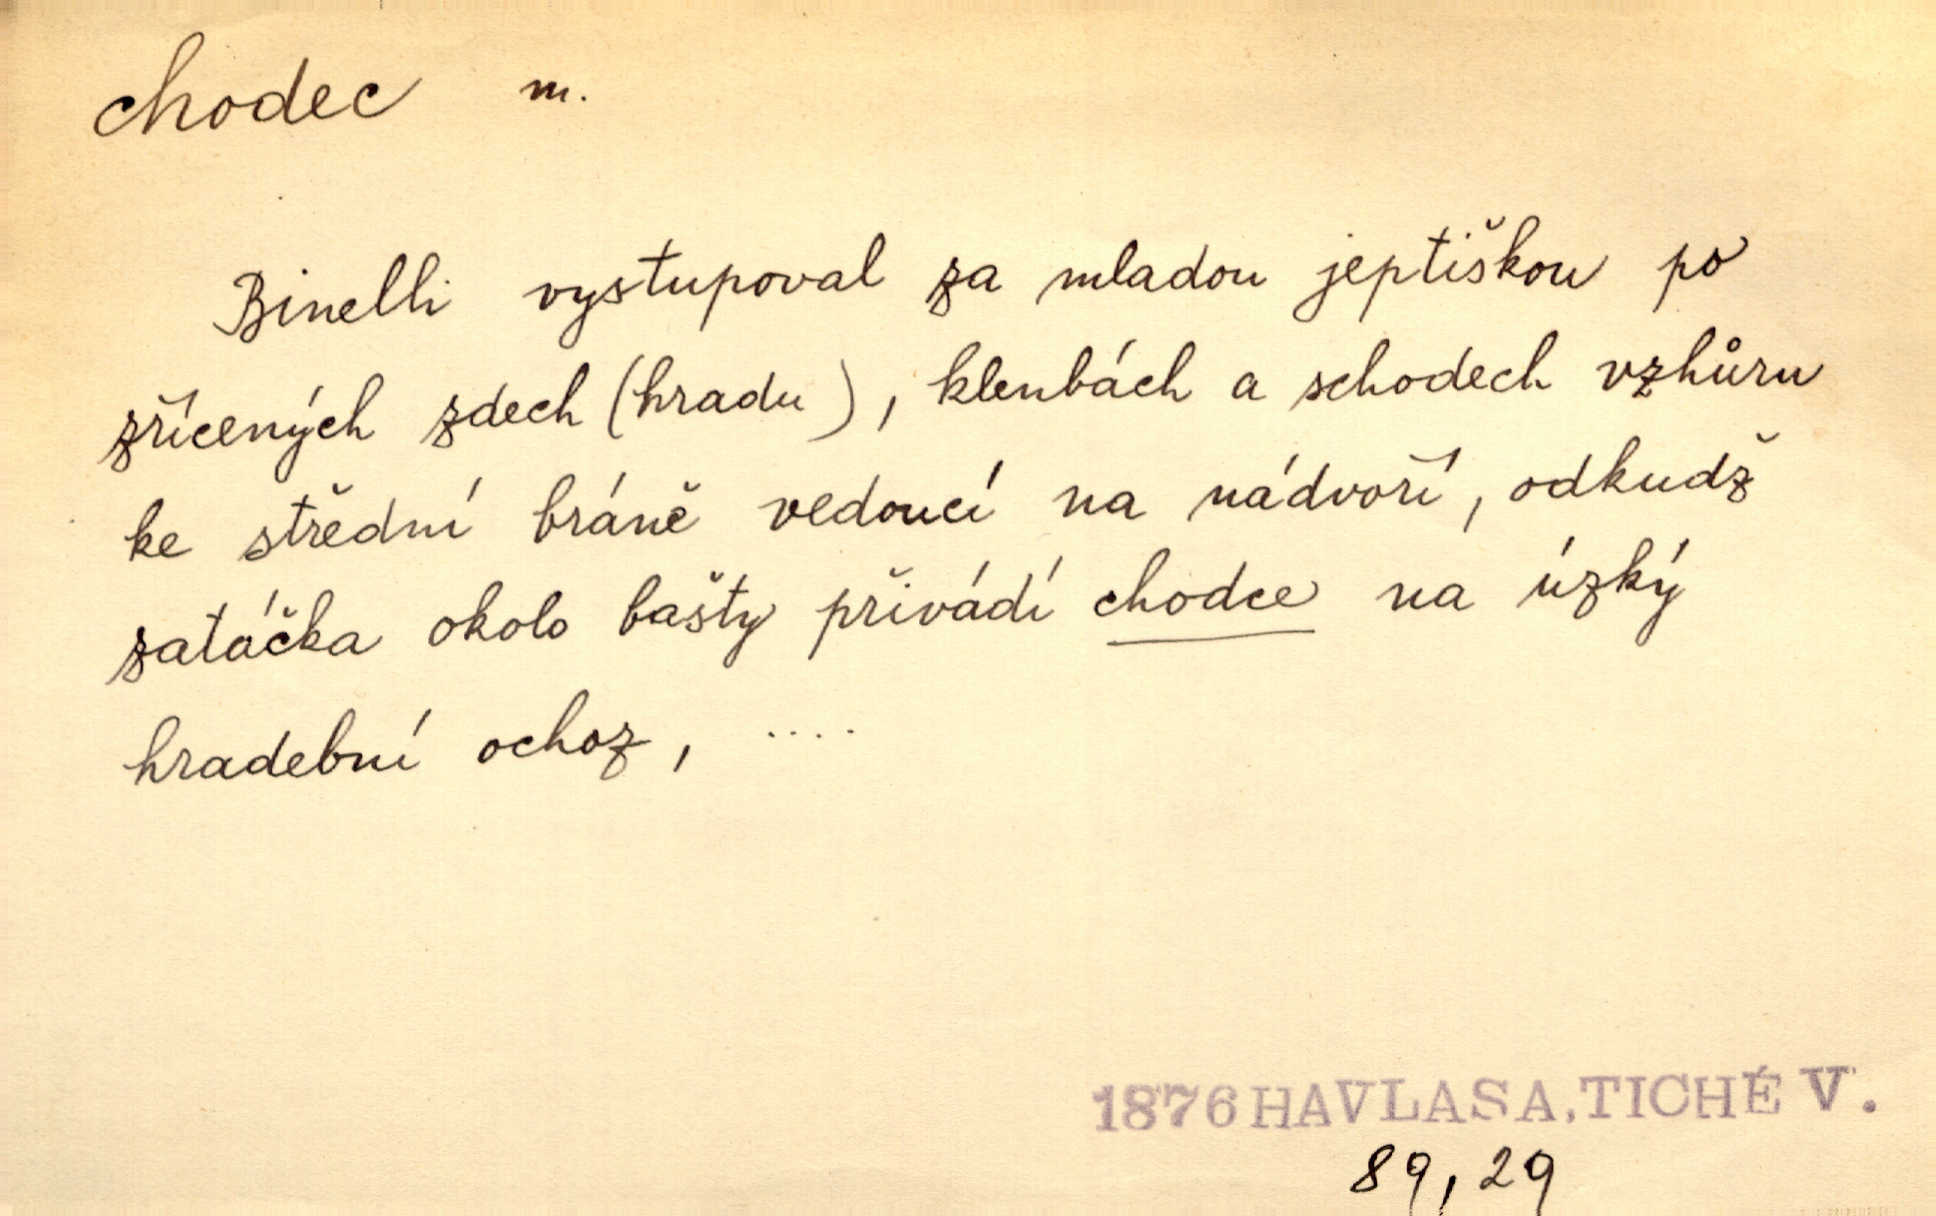 chodec m.
Binelli vystupoval za mladou jeptiškou po
zřícených zdech (hradu), klenbách a schodech vzhůru
ke střední bráně vedoucí na nádvoří, odkudž
zatáčka okolo bašty přivádí chodce na úzký
hradební ochoz, ....
1876 HAVLASA, TICHÉ V.
89,29